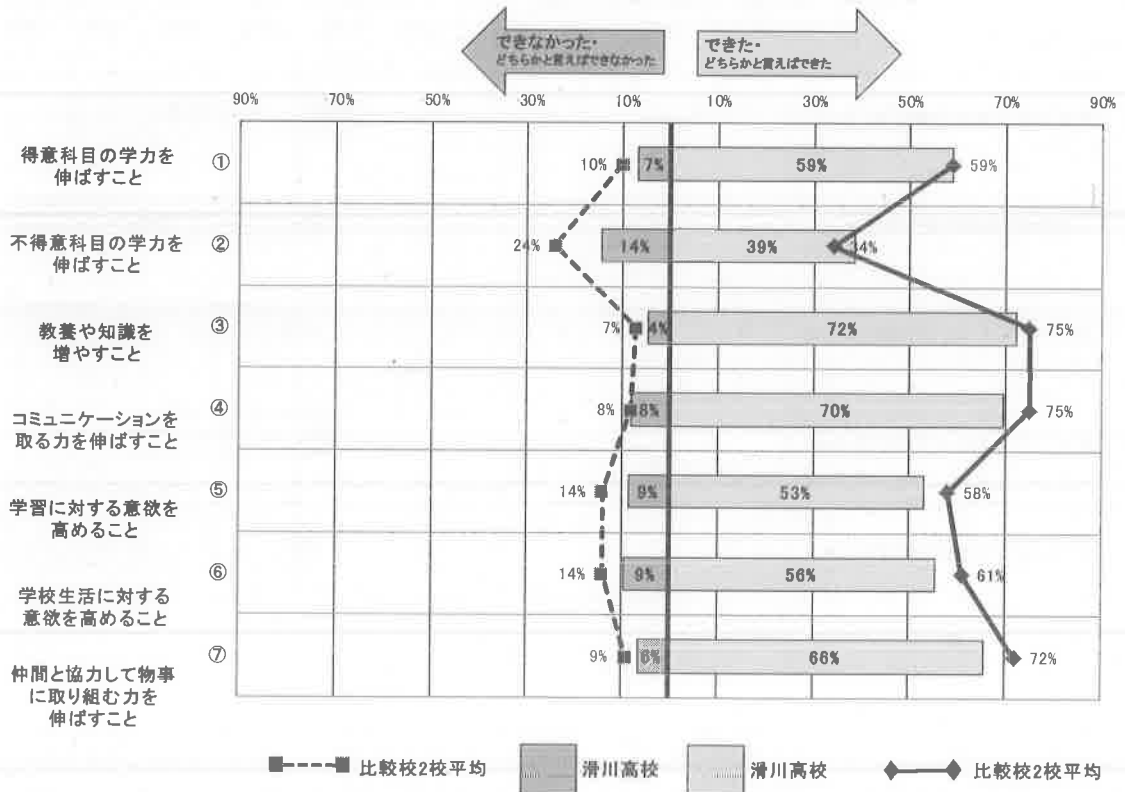 できなかった・
どちらかと言えばできなかった
できた・
どちらかと言えばできた
90% 70% 50% 30% 10% 10% 30% 50% 70% 90%
得意科目の学力を
伸ばすこと
① 10% 7% 59% 59%
不得意科目の学力を
伸ばすこと
② 24% 14% 39% 34%
教養や知識を
増やすこと
③ 7% 4% 72% 75%
コミュニケーションを
取る力を伸ばすこと
④ 8% 8% 70% 75%
学習に対する意欲を
高めること
⑤ 14% 9% 53% 58%
学校生活に対する
意欲を高めること
⑥ 14% 9% 56% 61%
仲間と協力して物事
に取り組む力を
伸ばすこと
⑦ 9% 6% 66% 72%
比較校2校平均 滑川高校 滑川高校 比較校2校平均